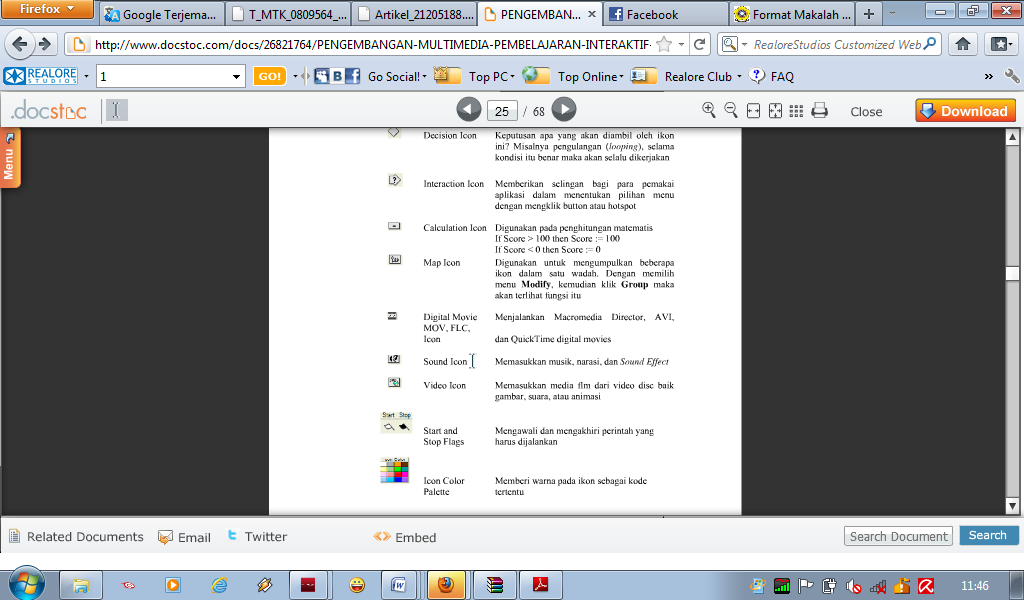 Firefox
Google Terjema...
T_MTK_0809564_...
Artikel_21205188....
PENGEMBAN...
Facebook
Format Makalah ...
http://www.docstoc.com/docs/26821764/PENGEMBANGAN-MULTIMEDIA-PEMBELAJARAN-INTERAKTIF-
RealoreStudios Customized Web
REALORE STUDIOS
1
GO!
Go Social!
Top PC
Top Online
Realore Club
FAQ
.docstoc
25 / 68
Close
Download
Menu
Decision Icon Keputusan apa yang akan diambil oleh ikon
ini? Misalnya pengulangan (looping), selama
kondisi itu benar maka akan selalu dikerjakan
Interaction Icon Memberikan selingan bagi para pemakai
aplikasi dalam menentukan pilihan menu
dengan mengklik button atau hotspot
Calculation Icon Digunakan pada penghitungan matematis
If Score > 100 then Score := 100
If Score < 0 then Score := 0
Map Icon Digunakan untuk mengumpulkan beberapa
ikon dalam satu wadah. Dengan memilih
menu Modify, kemudian klik Group maka
akan terlihat fungsi itu
Digital Movie Menjalankan Macromedia Director, AVI,
MOV, FLC,
Icon dan QuickTime digital movies
Sound Icon Memasukkan musik, narasi, dan Sound Effect
Video Icon Memasukkan media flm dari video disc baik
gambar, suara, atau animasi
Start Stop
Start and Mengawali dan mengakhiri perintah yang
Stop Flags harus dijalankan
Icon Color
Icon Color Memberi warna pada ikon sebagai kode
Palette tertentu
Related Documents
Email
Twitter
Embed
Search Document
Search
11:46